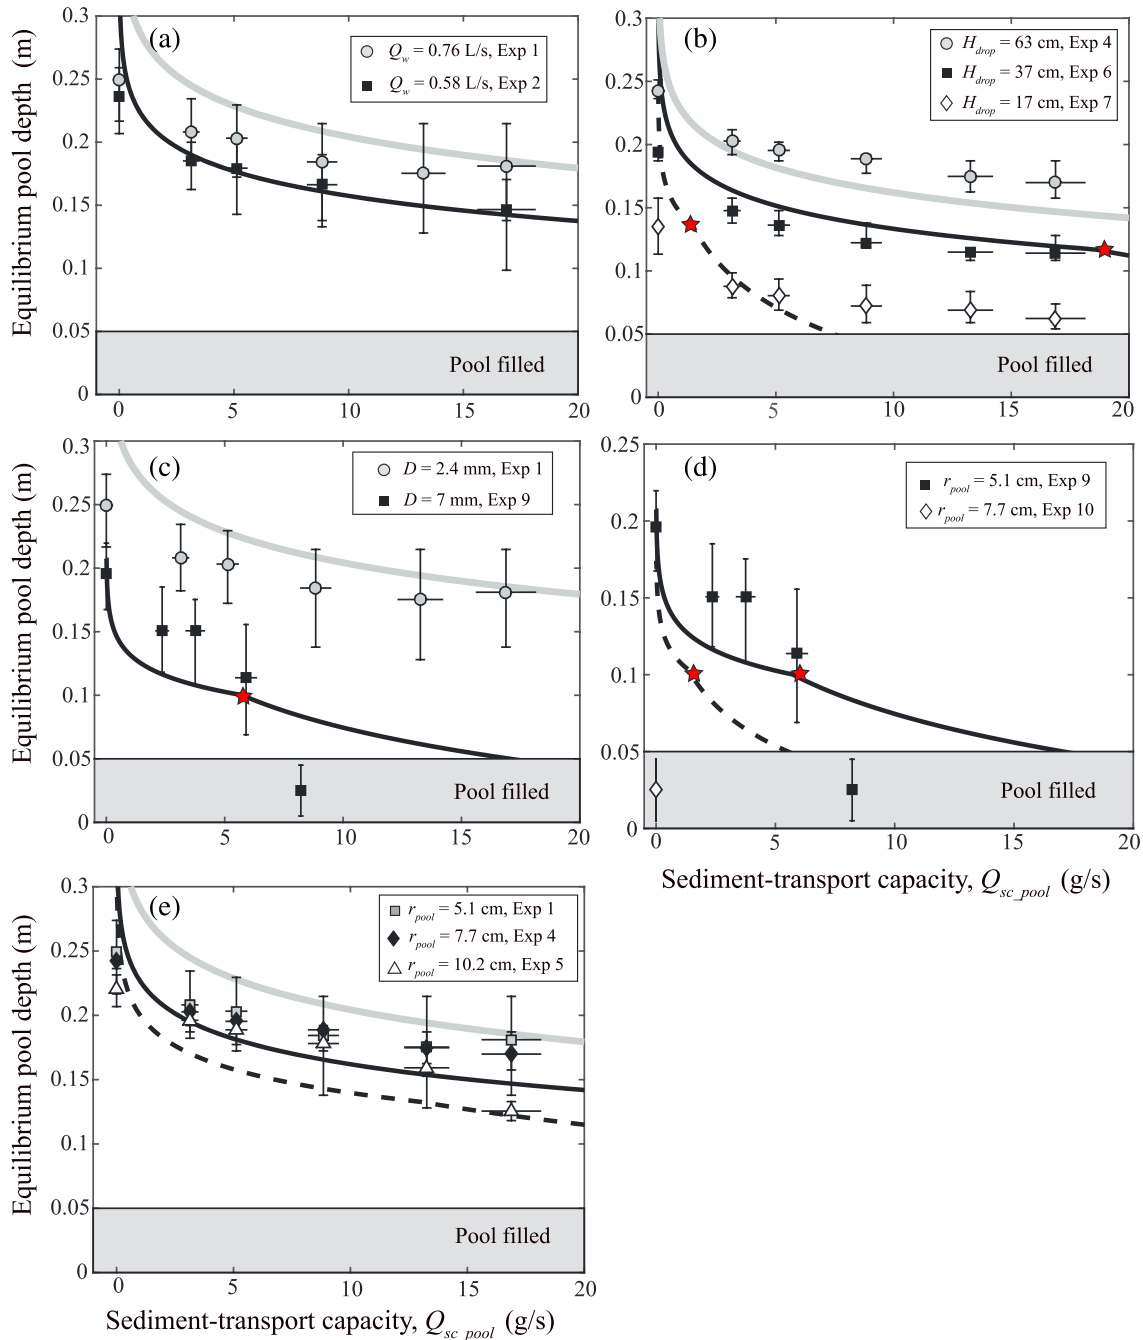 (a)
Q_w = 0.76 L/s, Exp 1
Q_w = 0.58 L/s, Exp 2
Equilibrium pool depth (m)
0.3
0.25
0.2
0.15
0.1
0.05
0
Pool filled
0 5 10 15 20
(b)
H_drop = 63 cm, Exp 4
H_drop = 37 cm, Exp 6
H_drop = 17 cm, Exp 7
0.3
0.25
0.2
0.15
0.1
0.05
0
Pool filled
0 5 10 15 20
(c)
D = 2.4 mm, Exp 1
D = 7 mm, Exp 9
Equilibrium pool depth (m)
0.3
0.25
0.2
0.15
0.1
0.05
0
Pool filled
0 5 10 15 20
(d)
r_pool = 5.1 cm, Exp 9
r_pool = 7.7 cm, Exp 10
0.25
0.2
0.15
0.1
0.05
0
Pool filled
0 5 10 15 20
Sediment-transport capacity, Q_sc_pool (g/s)
(e)
r_pool = 5.1 cm, Exp 1
r_pool = 7.7 cm, Exp 4
r_pool = 10.2 cm, Exp 5
Equilibrium pool depth (m)
0.3
0.25
0.2
0.15
0.1
0.05
0
Pool filled
0 5 10 15 20
Sediment-transport capacity, Q_sc_pool (g/s)